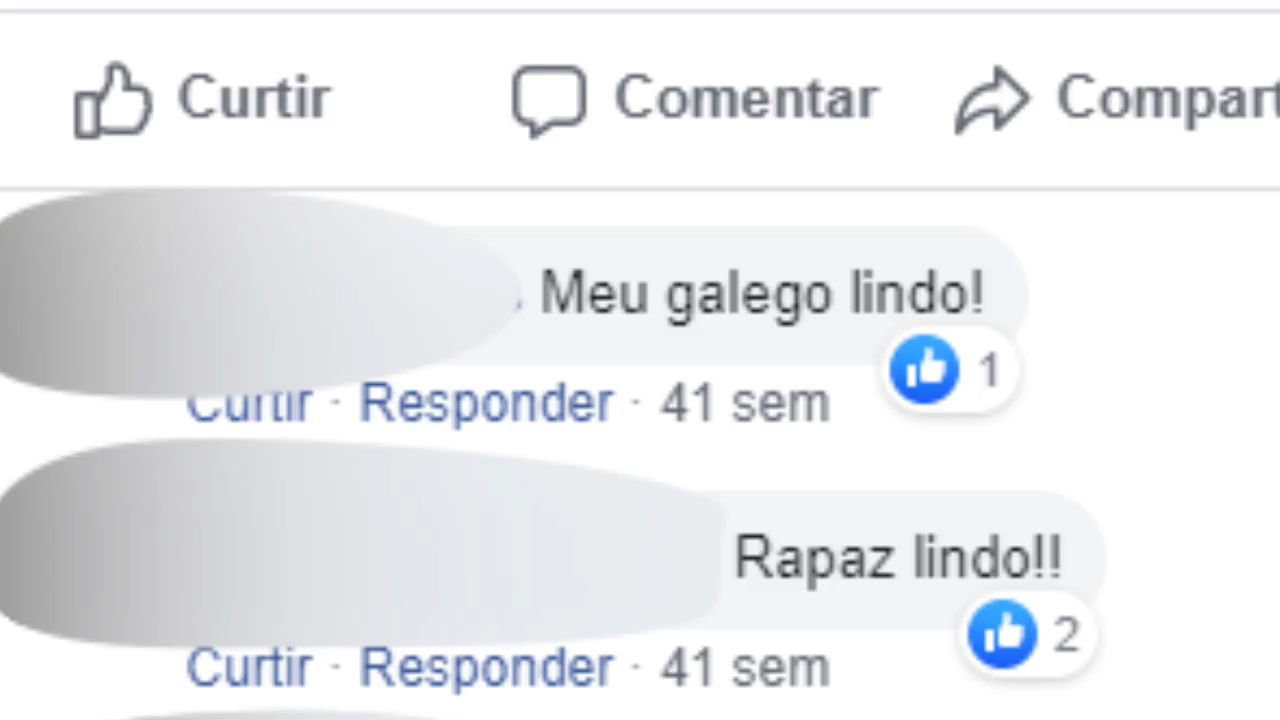 Curtir Comentar Compart
Meu galego lindo!
1
Curtir · Responder · 41 sem
Rapaz lindo!!
2
Curtir · Responder · 41 sem